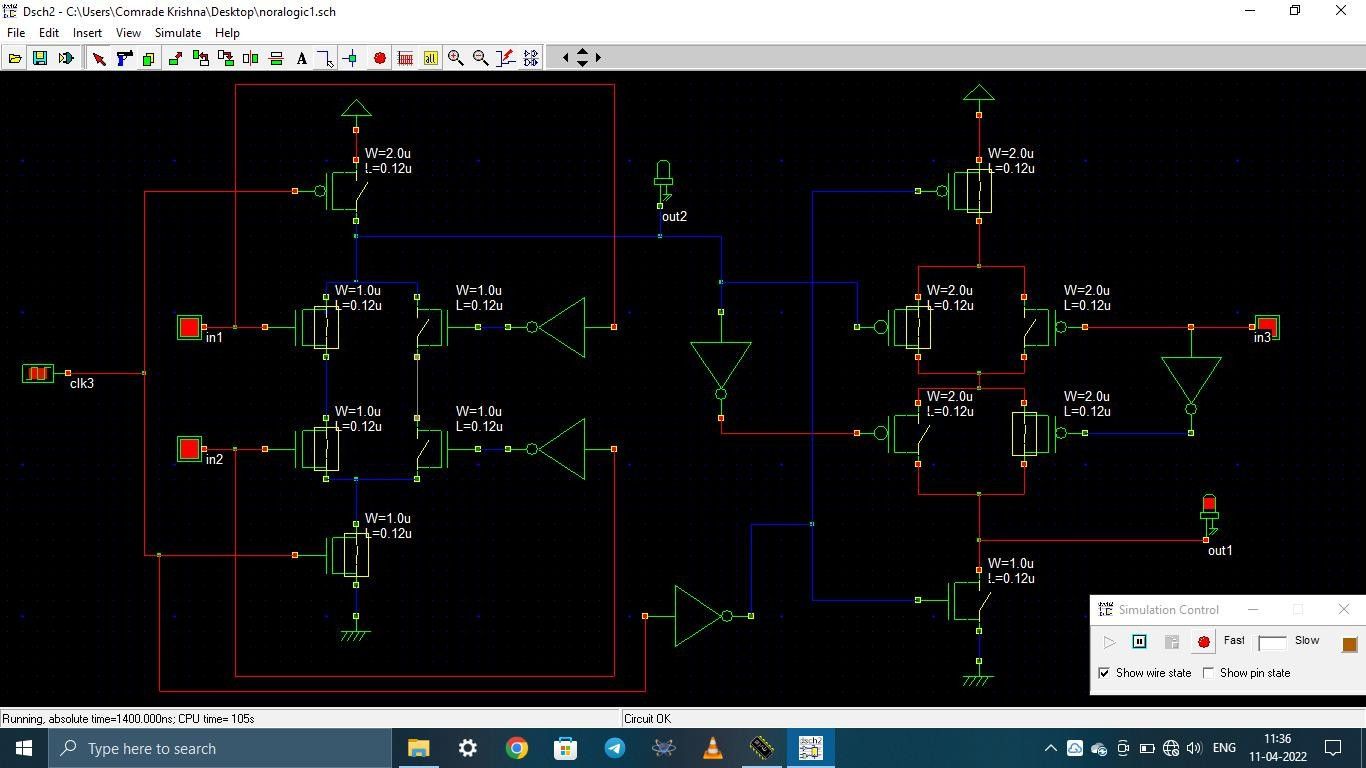 Dsch2 - C:\Users\Comrade Krishna\Desktop\noralogic1.sch
File Edit Insert View Simulate Help
A
all
W=2.0u
L=0.12u
W=2.0u
L=0.12u
out2
W=1.0u
L=0.12u
W=1.0u
L=0.12u
W=2.0u
L=0.12u
W=2.0u
L=0.12u
in1
in3
clk3
W=1.0u
L=0.12u
W=1.0u
L=0.12u
W=2.0u
L=0.12u
W=2.0u
L=0.12u
in2
W=1.0u
L=0.12u
out1
W=1.0u
L=0.12u
Simulation Control
Fast Slow
Show wire state Show pin state
Running, absolute time=1400.000ns; CPU time= 105s
Circuit OK
Type here to search
dsch2
ENG
11:36
11-04-2022